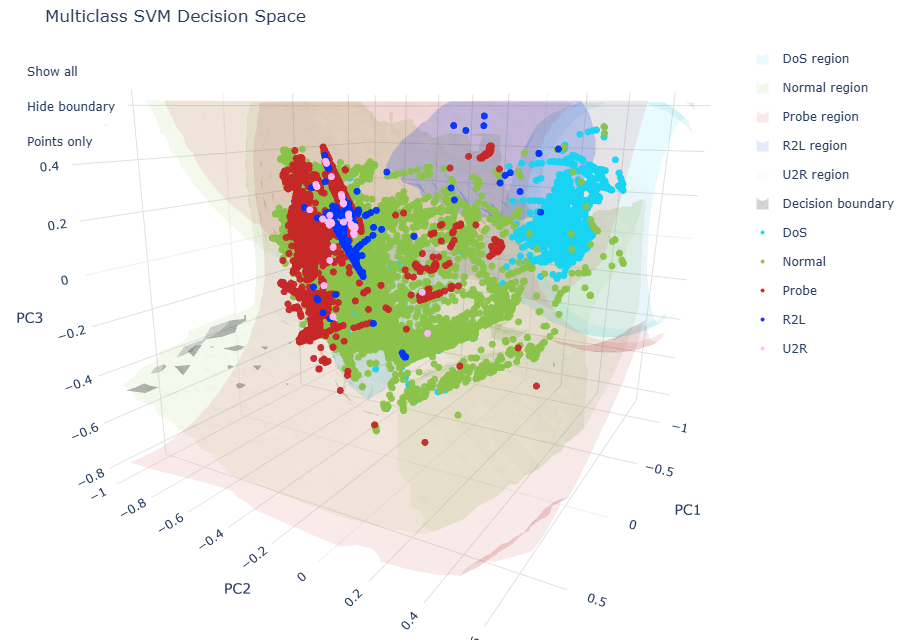 Multiclass SVM Decision Space
Show all
Hide boundary
Points only
DoS region
Normal region
Probe region
R2L region
U2R region
Decision boundary
DoS
Normal
Probe
R2L
U2R
0.4
0.2
0
−0.2
−0.4
−0.6
−0.8
PC3
−1
−0.8
−0.6
−0.4
−0.2
0
0.2
0.4
PC2
−1
−0.5
0
0.5
PC1